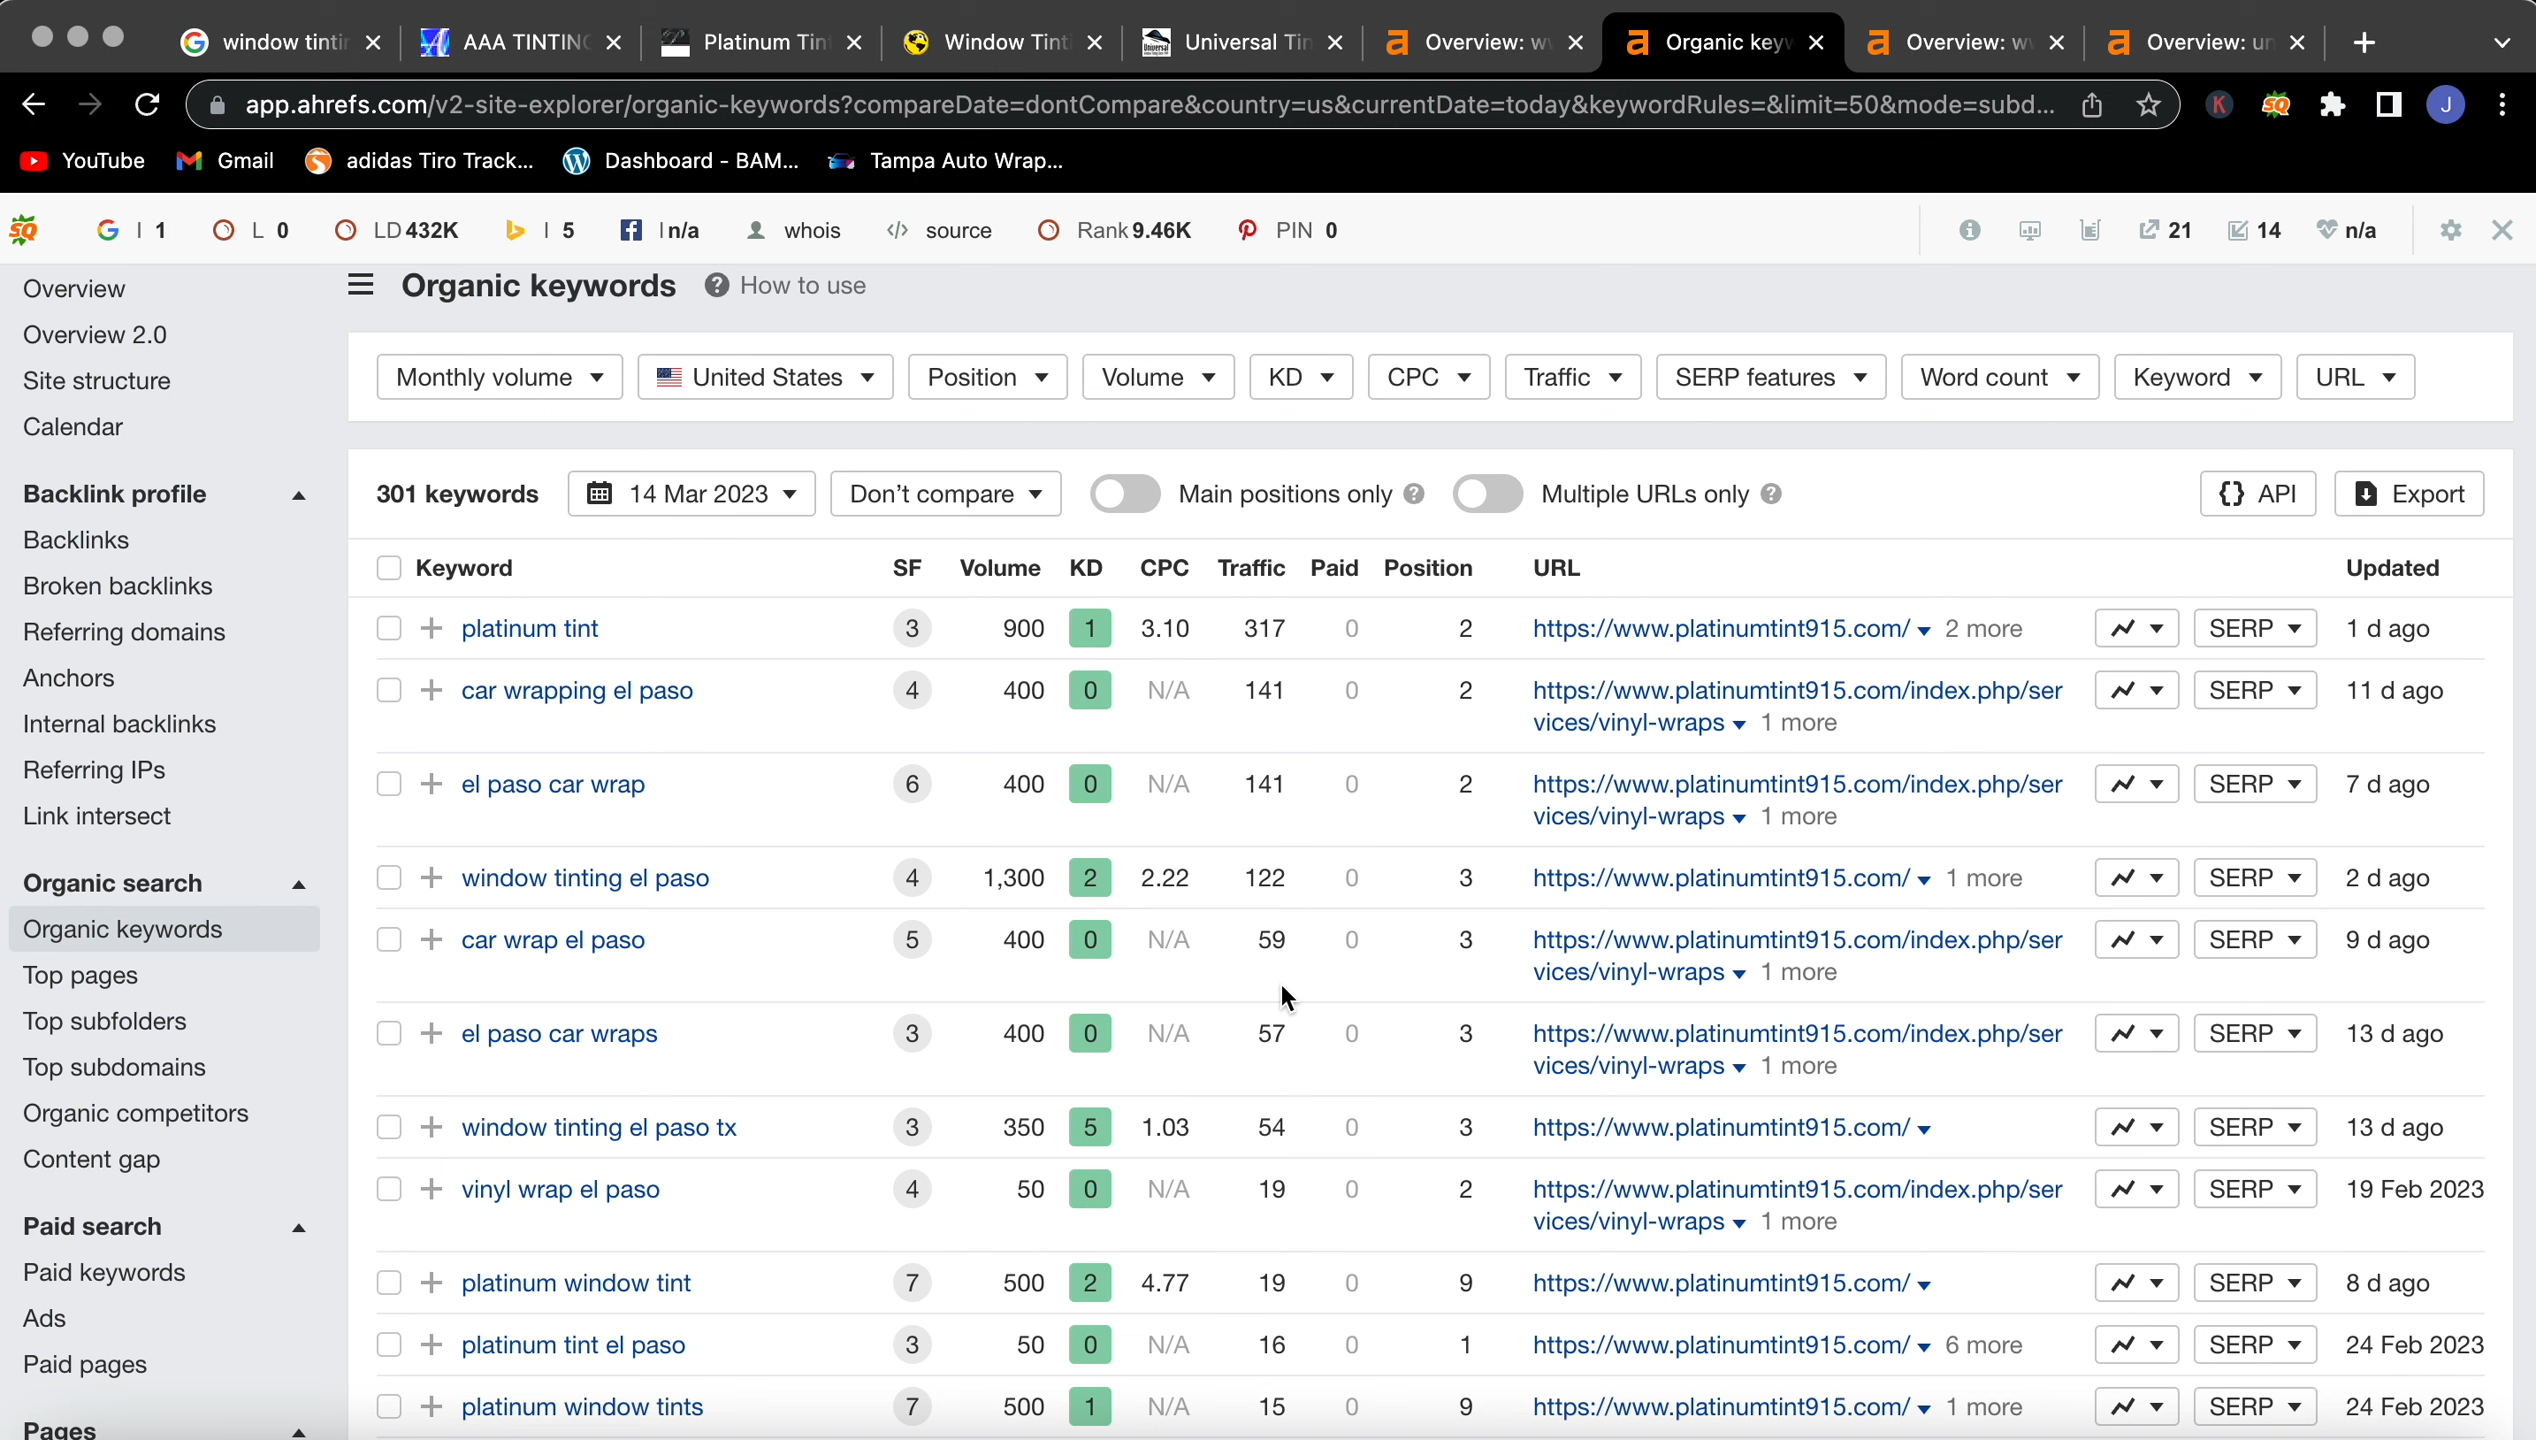 window tintin
AAA TINTING
Platinum Tin
Window Tint
Universal Tin
Overview: w
Organic keyw
Overview: w
Overview: un
app.ahrefs.com/v2-site-explorer/organic-keywords?compareDate=dontCompare&country=us&currentDate=today&keywordRules=&limit=50&mode=subd...
K
SQ
J
YouTube
Gmail
adidas Tiro Track...
Dashboard - BAM...
Tampa Auto Wrap...
SQ I 1 L 0 LD 432K I 5 I n/a whois source Rank 9.46K PIN 0 21 14 n/a
Overview
Overview 2.0
Site structure
Calendar
Backlink profile
Backlinks
Broken backlinks
Referring domains
Anchors
Internal backlinks
Referring IPs
Link intersect
Organic search
Organic keywords
Top pages
Top subfolders
Top subdomains
Organic competitors
Content gap
Paid search
Paid keywords
Ads
Paid pages
Pages
Organic keywords ? How to use
Monthly volume United States Position Volume KD CPC Traffic SERP features Word count Keyword URL
301 keywords 14 Mar 2023 Don't compare Main positions only ? Multiple URLs only ? {} API Export
Keyword SF Volume KD CPC Traffic Paid Position URL Updated
platinum tint 3 900 1 3.10 317 0 2 https://www.platinumtint915.com/ 2 more SERP 1 d ago
car wrapping el paso 4 400 0 N/A 141 0 2 https://www.platinumtint915.com/index.php/ser SERP 11 d ago
vices/vinyl-wraps 1 more
el paso car wrap 6 400 0 N/A 141 0 2 https://www.platinumtint915.com/index.php/ser SERP 7 d ago
vices/vinyl-wraps 1 more
window tinting el paso 4 1,300 2 2.22 122 0 3 https://www.platinumtint915.com/ 1 more SERP 2 d ago
car wrap el paso 5 400 0 N/A 59 0 3 https://www.platinumtint915.com/index.php/ser SERP 9 d ago
vices/vinyl-wraps 1 more
el paso car wraps 3 400 0 N/A 57 0 3 https://www.platinumtint915.com/index.php/ser SERP 13 d ago
vices/vinyl-wraps 1 more
window tinting el paso tx 3 350 5 1.03 54 0 3 https://www.platinumtint915.com/ SERP 13 d ago
vinyl wrap el paso 4 50 0 N/A 19 0 2 https://www.platinumtint915.com/index.php/ser SERP 19 Feb 2023
vices/vinyl-wraps 1 more
platinum window tint 7 500 2 4.77 19 0 9 https://www.platinumtint915.com/ SERP 8 d ago
platinum tint el paso 3 50 0 N/A 16 0 1 https://www.platinumtint915.com/ 6 more SERP 24 Feb 2023
platinum window tints 7 500 1 N/A 15 0 9 https://www.platinumtint915.com/ 1 more SERP 24 Feb 2023